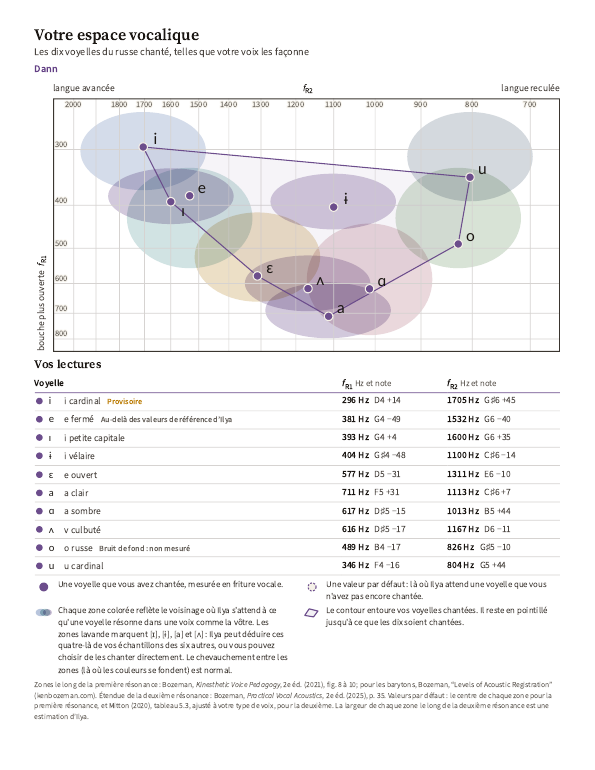 Votre espace vocalique
Les dix voyelles du russe chanté, telles que votre voix les façonne
Dann
langue avancée fR2 langue reculée
2000 1800 1700 1600 1500 1400 1300 1200 1100 1000 900 800 700
300
400
500
600
700
800
bouche plus ouverte fR1
i
u
e
ɪ
ɨ
o
ɛ
ʌ
ɑ
a
Vos lectures
Voyelle fR1 Hz et note fR2 Hz et note
i i cardinal Provisoire 296 Hz D4 +14 1705 Hz G♯6 +45
e e fermé Au-delà des valeurs de référence d'Ilya 381 Hz G4 −49 1532 Hz G6 −40
ɪ i petite capitale 393 Hz G4 +4 1600 Hz G6 +35
ɨ i vélaire 404 Hz G♯4 −48 1100 Hz C♯6 −14
ɛ e ouvert 577 Hz D5 −31 1311 Hz E6 −10
a a clair 711 Hz F5 +31 1113 Hz C♯6 +7
ɑ a sombre 617 Hz D♯5 −15 1013 Hz B5 +44
ʌ v culbuté 616 Hz D♯5 −17 1167 Hz D6 −11
o o russe Bruit de fond : non mesuré 489 Hz B4 −17 826 Hz G♯5 −10
u u cardinal 346 Hz F4 −16 804 Hz G5 +44
Une voyelle que vous avez chantée, mesurée en friture vocale.
Une valeur par défaut : là où Ilya attend une voyelle que vous
n'avez pas encore chantée.
Chaque zone colorée reflète le voisinage où Ilya s'attend à ce
qu'une voyelle résonne dans une voix comme la vôtre. Les
zones lavande marquent [ɪ], [ɨ], [a] et [ʌ] : Ilya peut déduire ces
quatre-là de vos échantillons des six autres, ou vous pouvez
choisir de les chanter directement. Le chevauchement entre les
zones (là où les couleurs se fondent) est normal.
Le contour entoure vos voyelles chantées. Il reste en pointillé
jusqu'à ce que les dix soient chantées.
Zones le long de la première résonance : Bozeman, Kinesthetic Voice Pedagogy, 2e éd. (2021), fig. 8 à 10 ; pour les barytons, Bozeman, "Levels of Acoustic Registration"
(kenbozeman.com). Étendue de la deuxième résonance : Bozeman, Practical Vocal Acoustics, 2e éd. (2025), p. 35. Valeurs par défaut : le centre de chaque zone pour la
première résonance, et Mitton (2020), tableau 5.3, ajusté à votre type de voix, pour la deuxième. La largeur de chaque zone le long de la deuxième résonance est une
estimation d'Ilya.